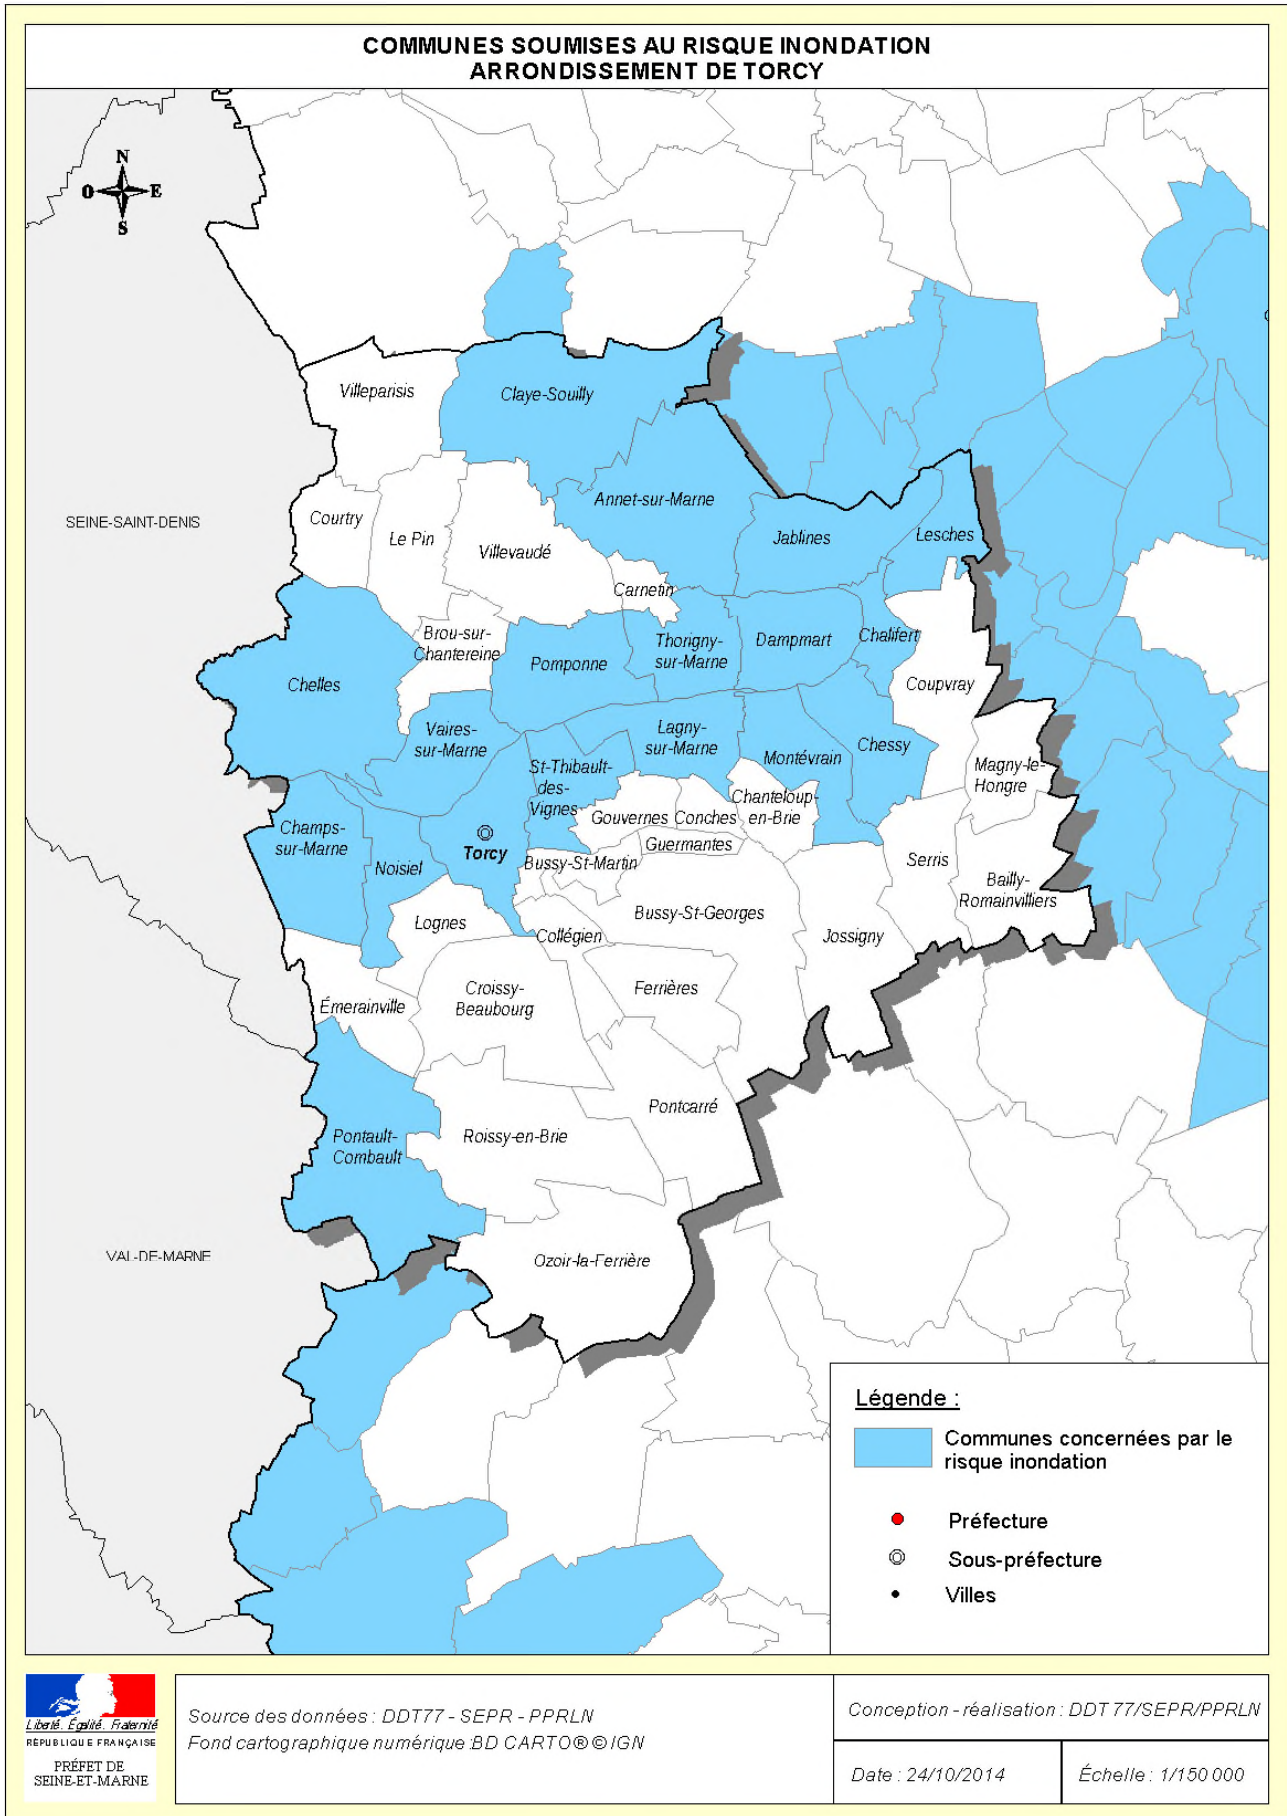 COMMUNES SOUMISES AU RISQUE INONDATION
ARRONDISSEMENT DE TORCY
N
O E
S
Villeparisis
Claye-Souilly
SEINE-SAINT-DENIS
Courtry
Le Pin
Villevaudé
Annet-sur-Marne
Jablines
Lesches
Carnetin
Brou-sur-
Chantereine
Chelles
Pomponne
Thorigny-
sur-Marne
Dampmart
Chalifert
Coupvray
Vaires-
sur-Marne
Lagny-
sur-Marne
Montévrain
Chessy
St-Thibault-
des-
Vignes
Magny-le-
Hongre
Chanteloup-
en-Brie
Gouvernes
Conches
Guermantes
Champs-
sur-Marne
Noisiel
Torcy
Bussy-St-Martin
Serris
Bailly-
Romainvilliers
Lognes
Bussy-St-Georges
Collégien
Jossigny
Émerainville
Croissy-
Beaubourg
Ferrières
Pontcarré
Pontault-
Combault
Roissy-en-Brie
VAL-DE-MARNE
Ozoir-la-Ferrière
Légende :
Communes concernées par le
risque inondation
Préfecture
Sous-préfecture
Villes
Liberté . Égalité . Fraternité
RÉPUBLIQUE FRANÇAISE
PRÉFET DE
SEINE-ET-MARNE
Source des données : DDT77 - SEPR - PPRLN
Fond cartographique numérique :BD CARTO® © IGN
Conception - réalisation : DDT 77/SEPR/PPRLN
Date : 24/10/2014
Échelle : 1/150 000